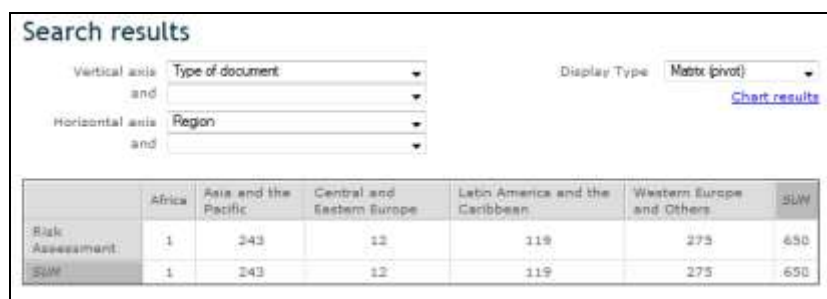 Search results
Vertical axis Type of document Display Type Matrix (pivot)
and Chart results
Horizontal axis Region
and
Africa Asia and the Pacific Central and Eastern Europe Latin America and the Caribbean Western Europe and Others SUM
Risk Assessment 1 243 12 119 275 650
SUM 1 243 12 119 275 650